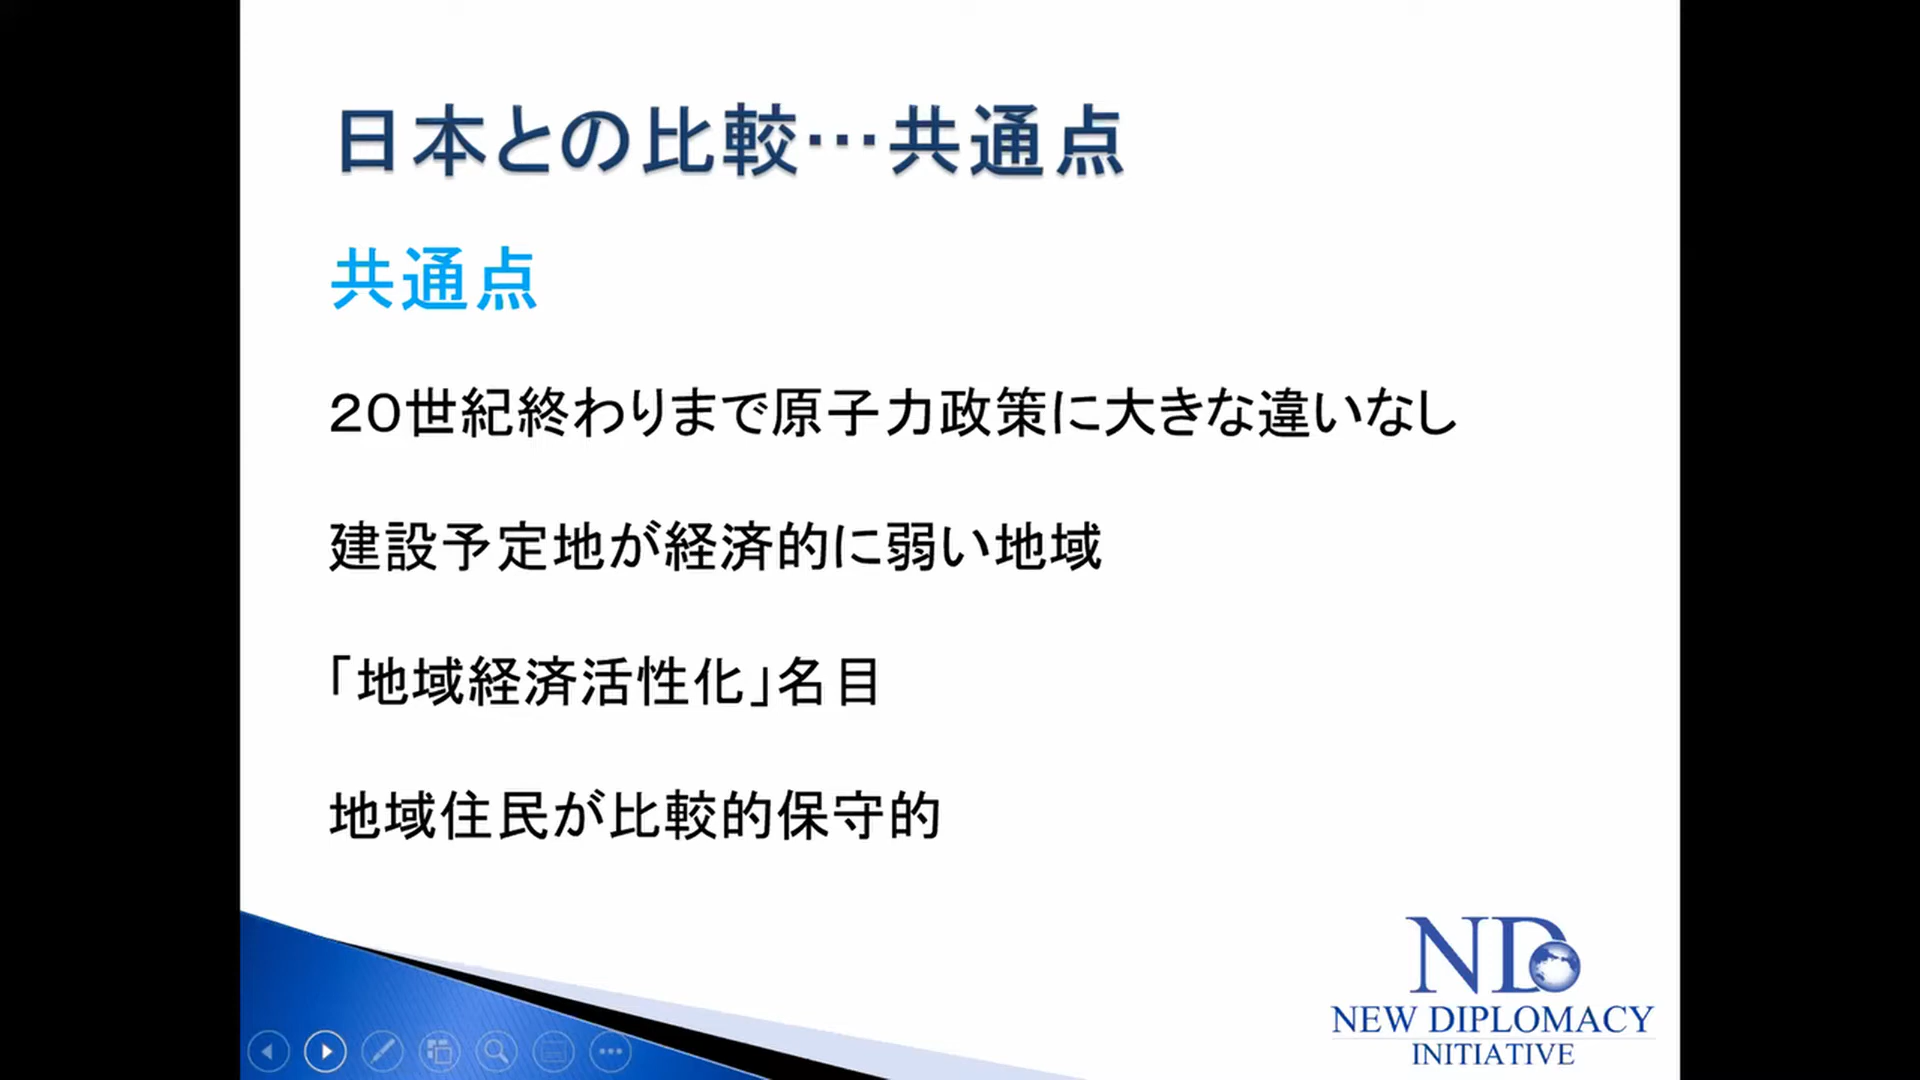 日本との比較…共通点
共通点
20世紀終わりまで原子力政策に大きな違いなし
建設予定地が経済的に弱い地域
「地域経済活性化」名目
地域住民が比較的保守的
ND
NEW DIPLOMACY
INITIATIVE